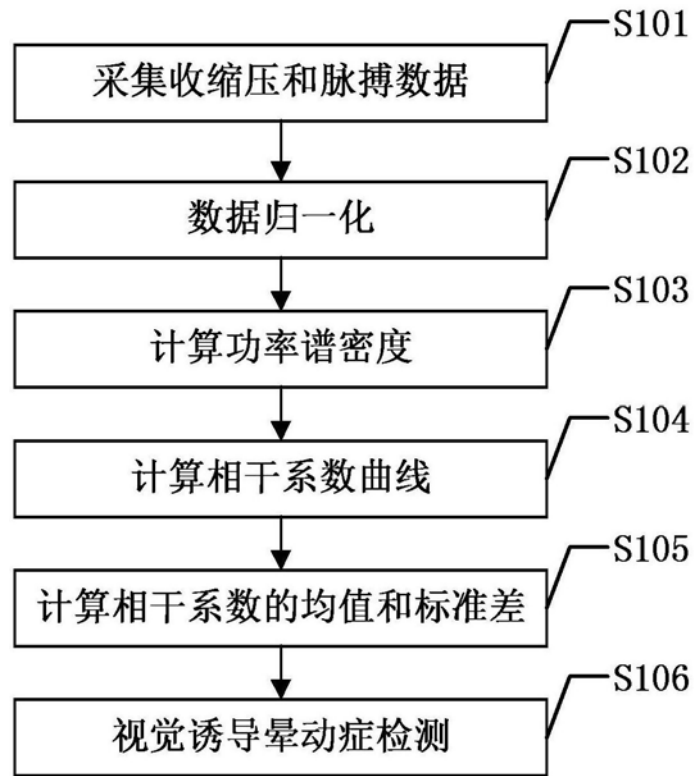 S101
采集收缩压和脉搏数据
S102
数据归一化
S103
计算功率谱密度
S104
计算相干系数曲线
S105
计算相干系数的均值和标准差
S106
视觉诱导晕动症检测